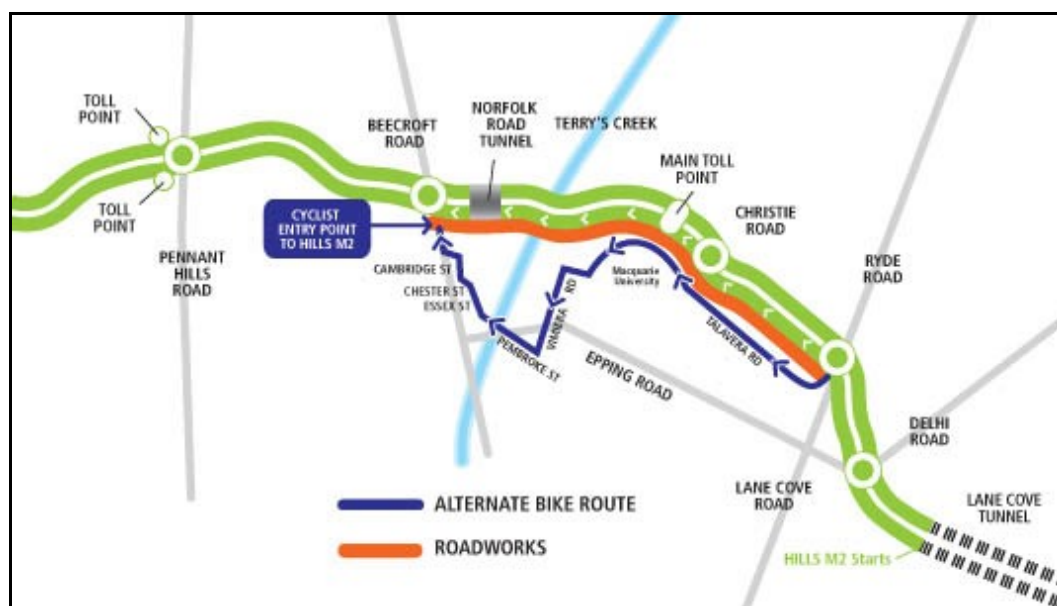 TOLL
POINT
BEECROFT
ROAD
NORFOLK
ROAD
TUNNEL
TERRY'S CREEK
MAIN TOLL
POINT
CHRISTIE
ROAD
RYDE
ROAD
TOLL
POINT
CYCLIST
ENTRY POINT
TO HILLS M2
PENNANT
HILLS
ROAD
CAMBRIDGE ST
CHESTER ST
ESSEX ST
PEMBROKE ST
VIMIERA RD
Macquarie
University
TALAVERA RD
EPPING ROAD
DELHI
ROAD
LANE COVE
ROAD
LANE COVE
TUNNEL
HILLS M2 Starts
ALTERNATE BIKE ROUTE
ROADWORKS